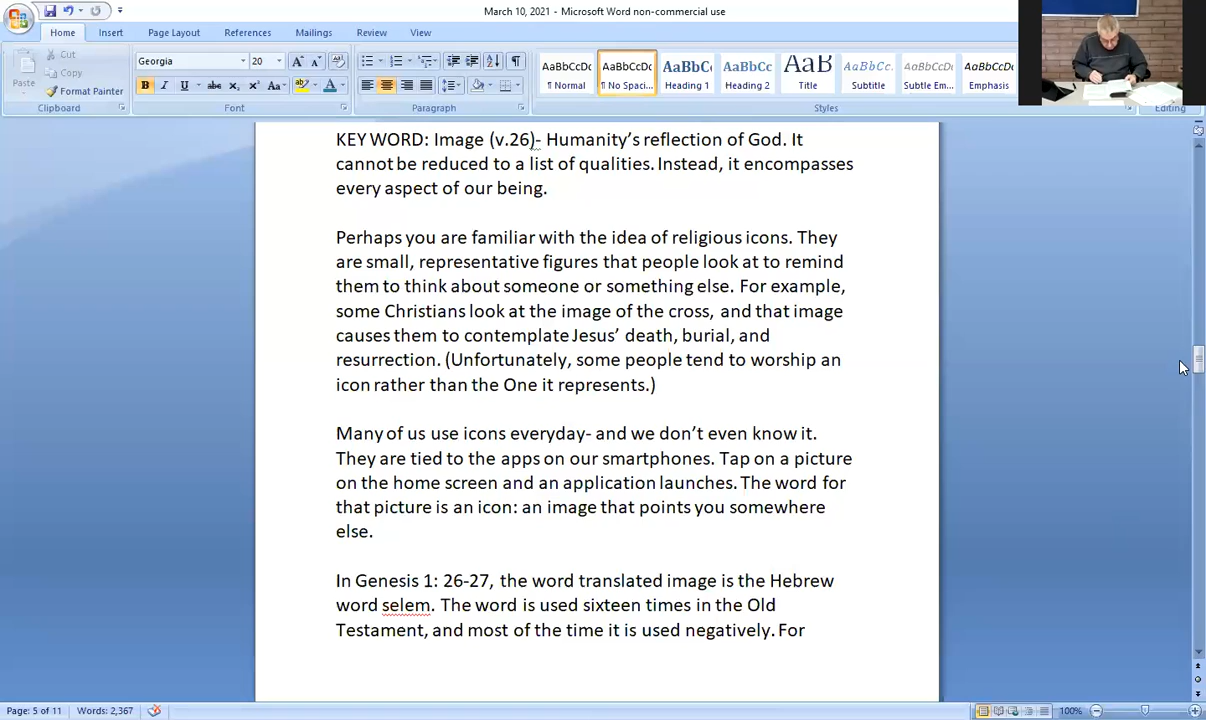 March 10, 2021 - Microsoft Word non-commercial use
Home Insert Page Layout References Mailings Review View
Cut
Copy
Paste
Format Painter
Georgia 20
AaBbCcDc AaBbCcDc AaBbC AaBbCc AaB AaBbCc AaBbCcDc AaBbCcDc
¶ Normal ¶ No Spaci... Heading 1 Heading 2 Title Subtitle Subtle Em... Emphasis
Clipboard Font Paragraph Styles Editing
KEY WORD: Image (v.26)- Humanity's reflection of God. It
cannot be reduced to a list of qualities. Instead, it encompasses
every aspect of our being.
Perhaps you are familiar with the idea of religious icons. They
are small, representative figures that people look at to remind
them to think about someone or something else. For example,
some Christians look at the image of the cross, and that image
causes them to contemplate Jesus' death, burial, and
resurrection. (Unfortunately, some people tend to worship an
icon rather than the One it represents.)
Many of us use icons everyday- and we don't even know it.
They are tied to the apps on our smartphones. Tap on a picture
on the home screen and an application launches. The word for
that picture is an icon: an image that points you somewhere
else.
In Genesis 1: 26-27, the word translated image is the Hebrew
word selem. The word is used sixteen times in the Old
Testament, and most of the time it is used negatively. For
Page: 5 of 11 Words: 2,367 100%